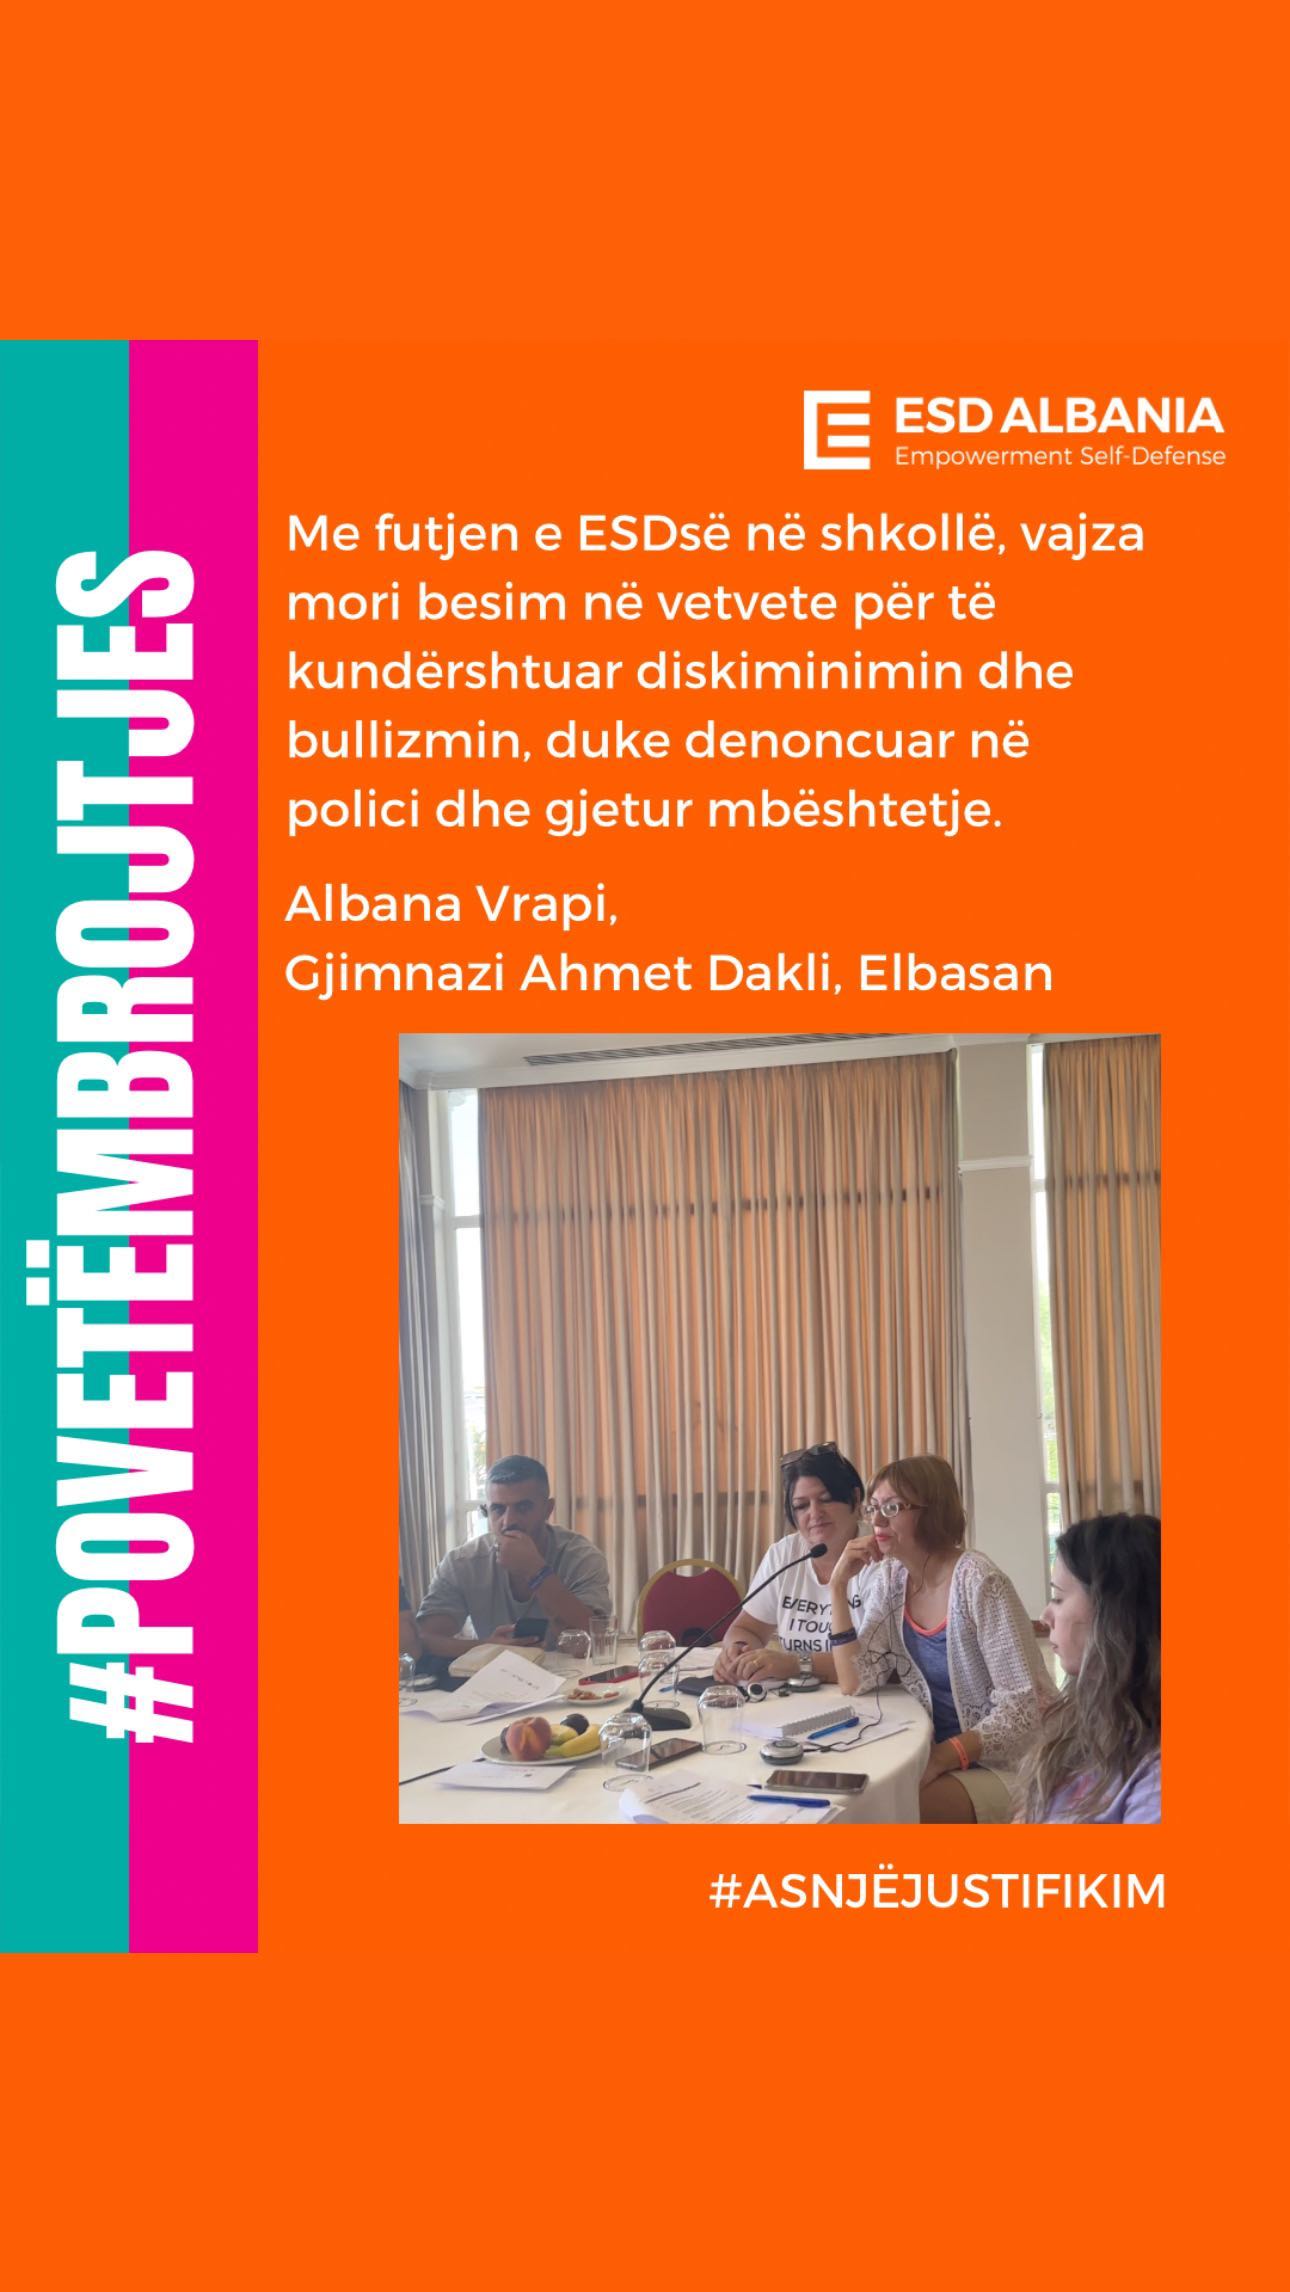 #POVETËMBROJTJES
ESD ALBANIA
Empowerment Self-Defense
Me futjen e ESDsë në shkollë, vajza
mori besim në vetvete për të
kundërshtuar diskiminimin dhe
bullizmin, duke denoncuar në
polici dhe gjetur mbështetje.
Albana Vrapi,
Gjimnazi Ahmet Dakli, Elbasan
I TOU
#ASNJËJUSTIFIKIM